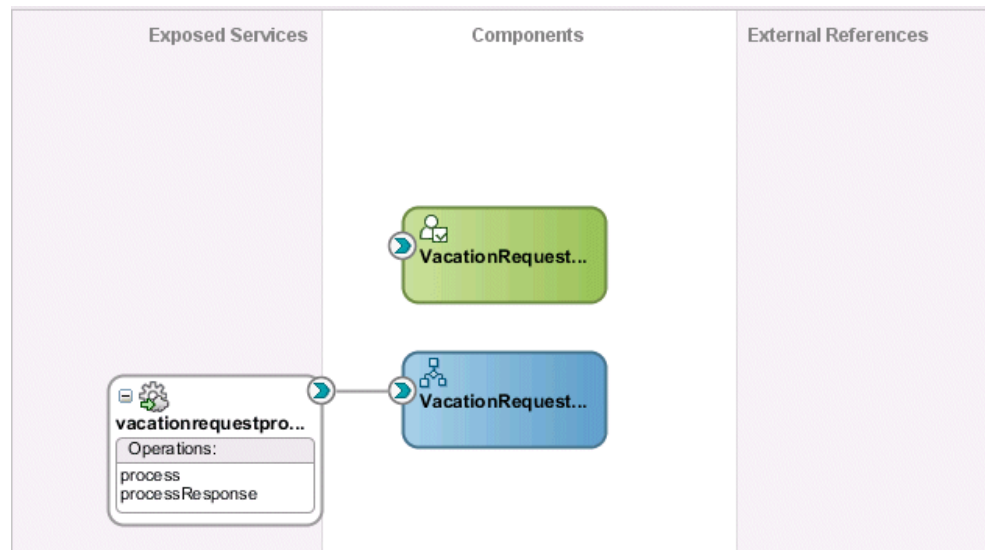 Exposed Services
Components
External References
VacationRequest...
VacationRequest...
vacationrequestpro...
Operations:
process
processResponse